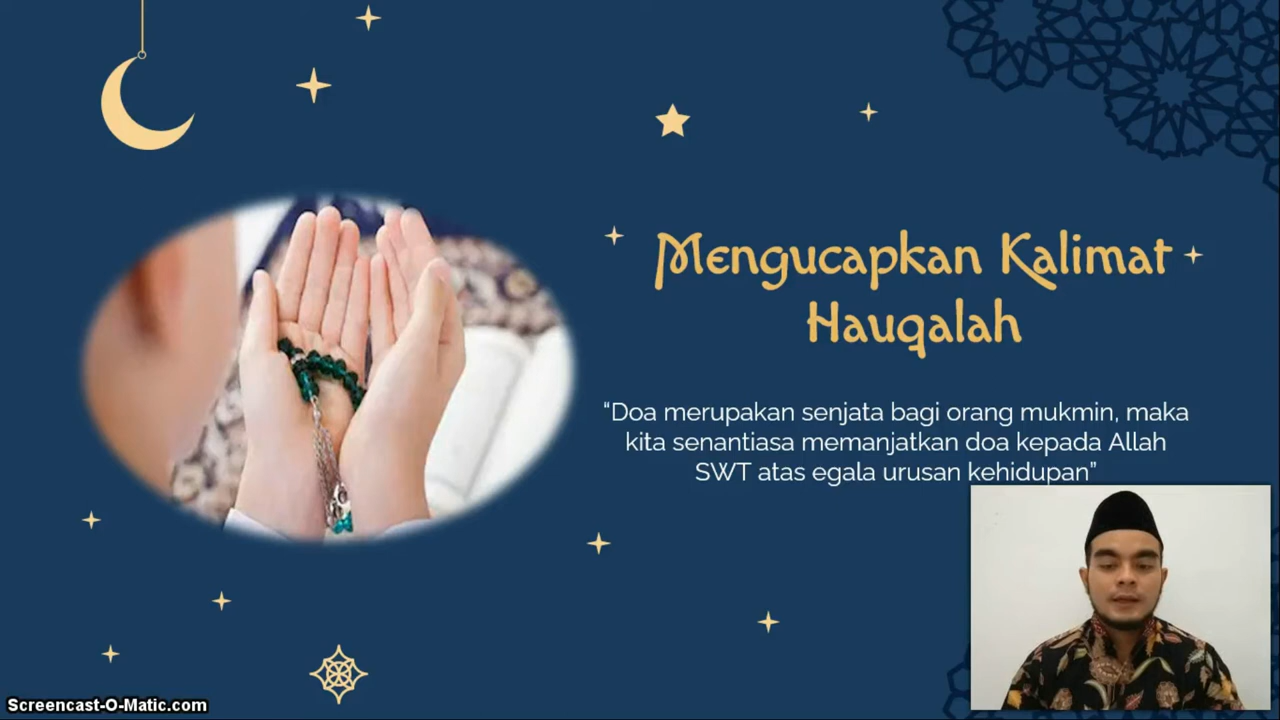 Mengucapkan Kalimat
Hauqalah
“Doa merupakan senjata bagi orang mukmin, maka
kita senantiasa memanjatkan doa kepada Allah
SWT atas egala urusan kehidupan”
Screencast-O-Matic.com